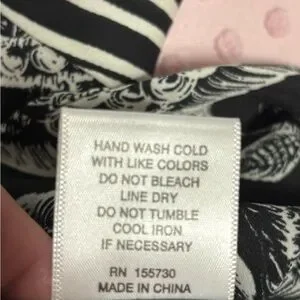 HAND WASH COLD
WITH LIKE COLORS
DO NOT BLEACH
LINE DRY
DO NOT TUMBLE
COOL IRON.
IF NECESSARY
RN 155730
MADE IN CHINA